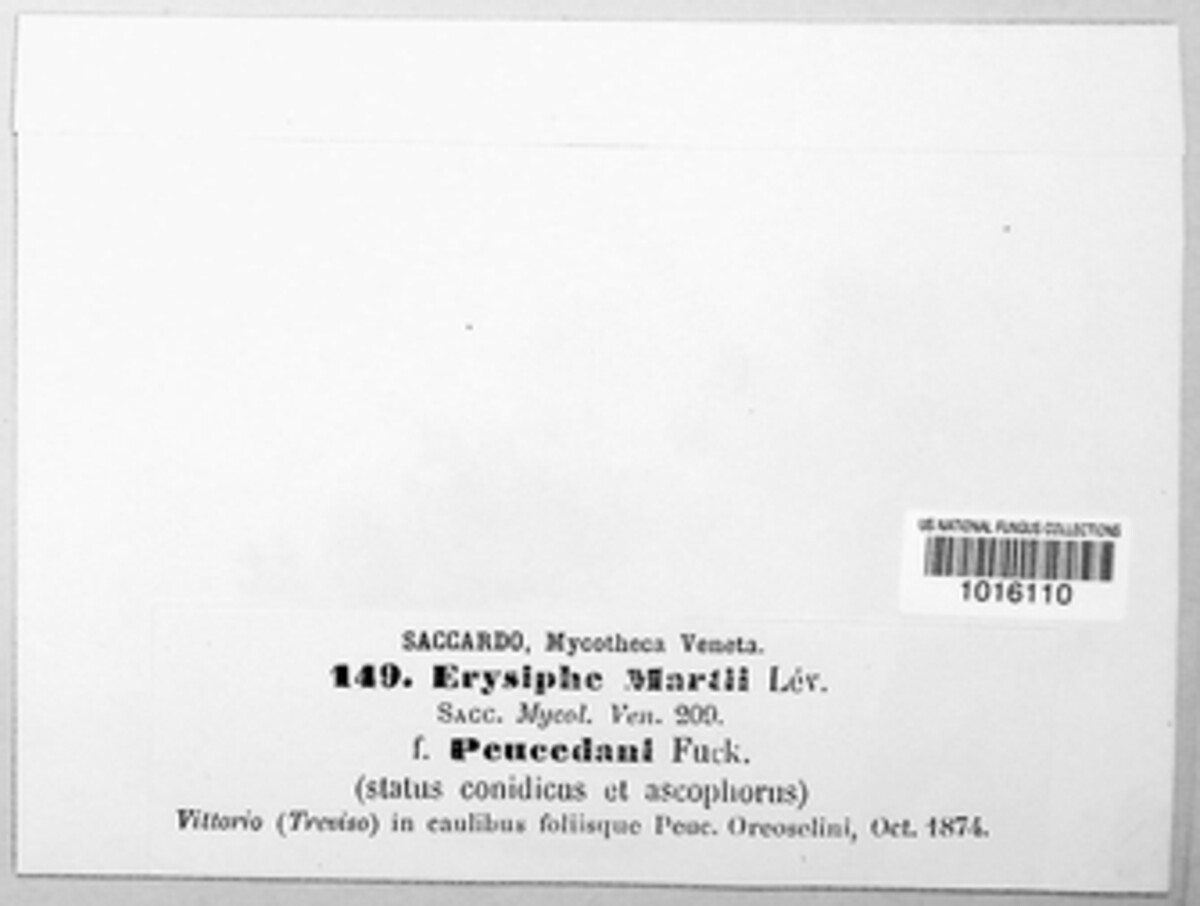 US NATIONAL FUNGUS COLLECTIONS
1016110
SACCARDO, Mycotheca Veneta.
149. Erysiphe Martii Lév.
SACC. Mycol. Ven. 209.
f. Peucedani Fuck.
(status conidicus et ascophorus)
Vittorio (Treviso) in caulibus foliisque Peuc. Oreoselini, Oct. 1874.